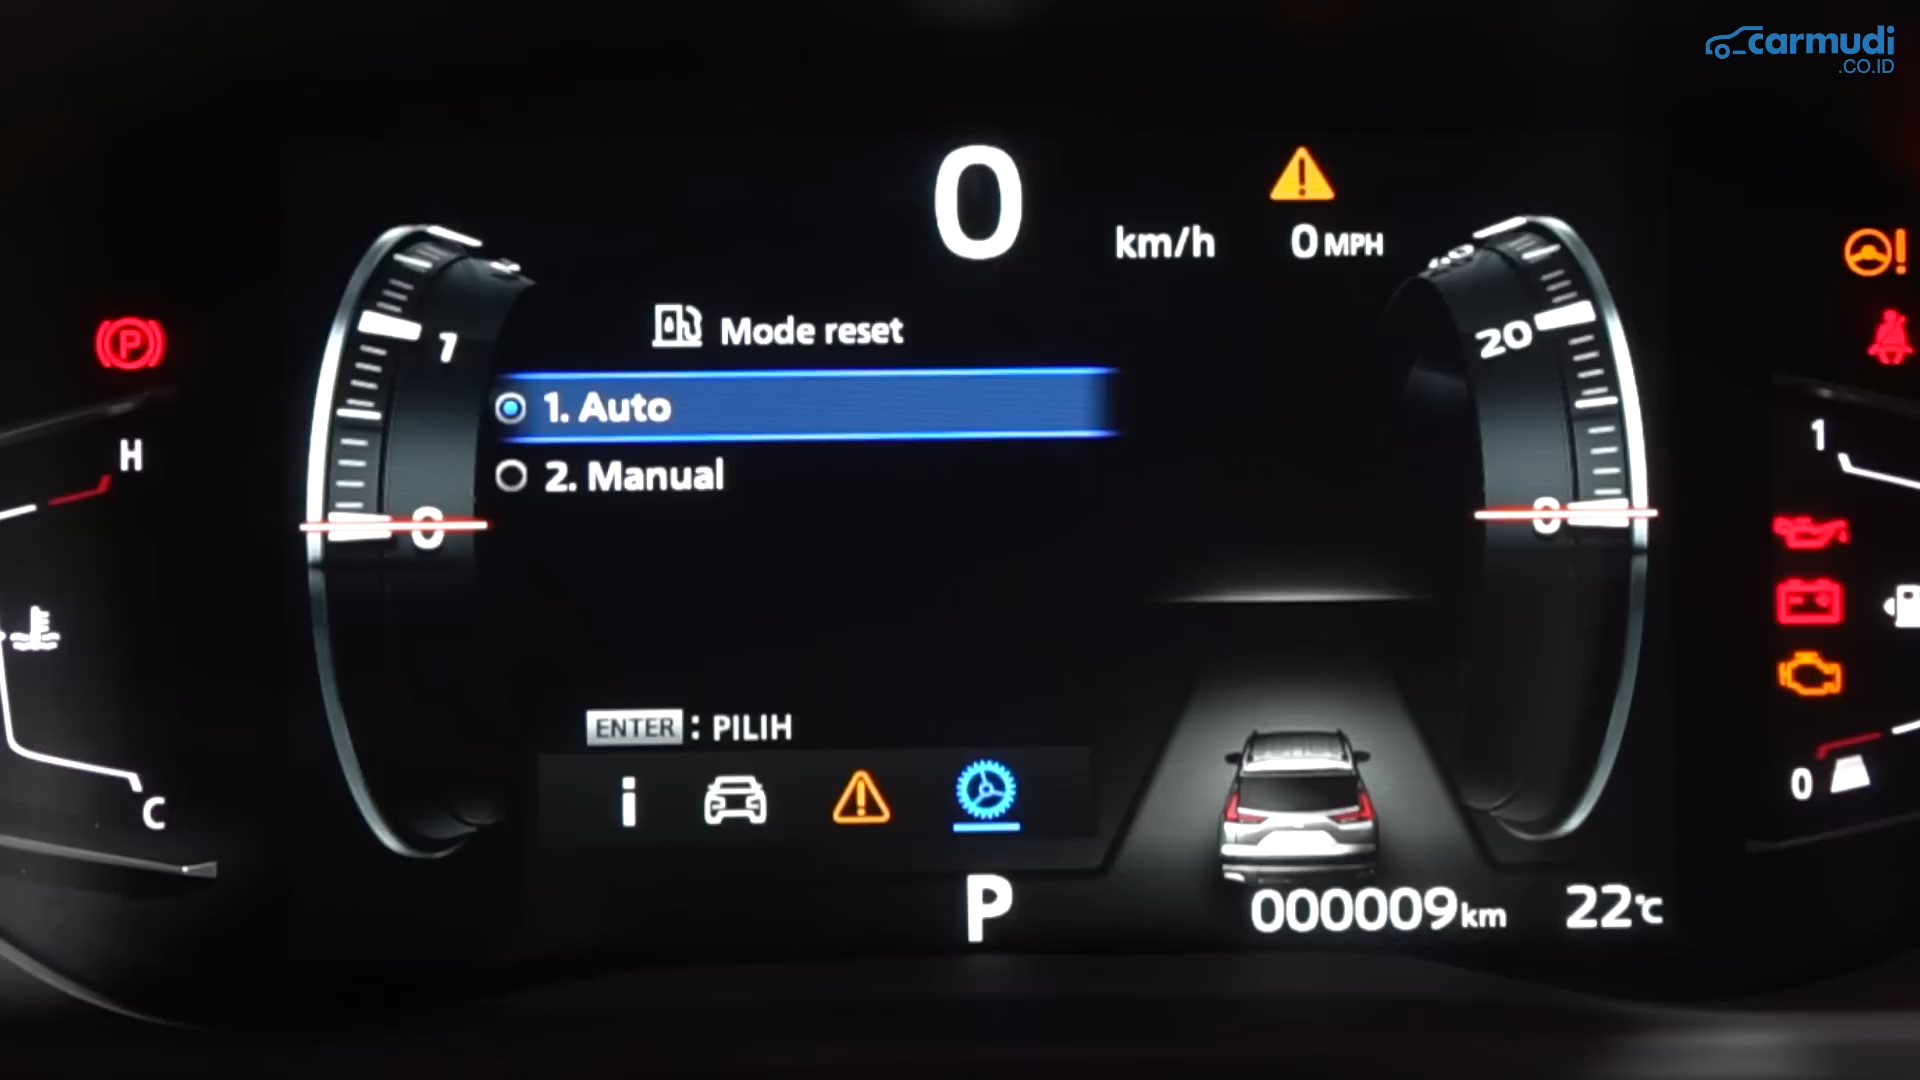 carmudi
.CO.ID
0
km/h
0 MPH
Mode reset
1. Auto
2. Manual
1
0
20
0
H
C
1
0
P
ENTER : PILIH
i
P
000009 km
22°C